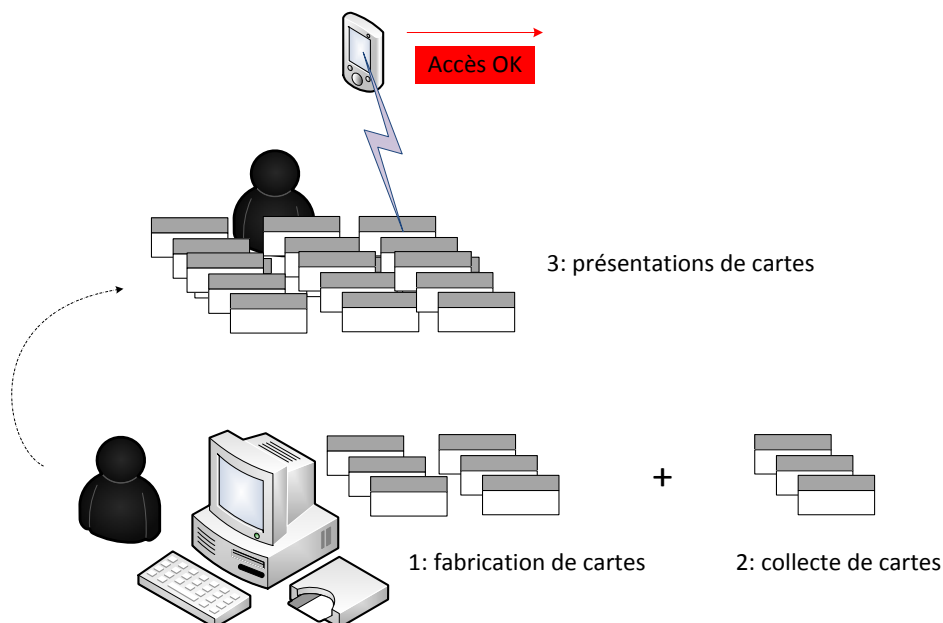 Accès OK
3: présentations de cartes
+
1: fabrication de cartes
2: collecte de cartes